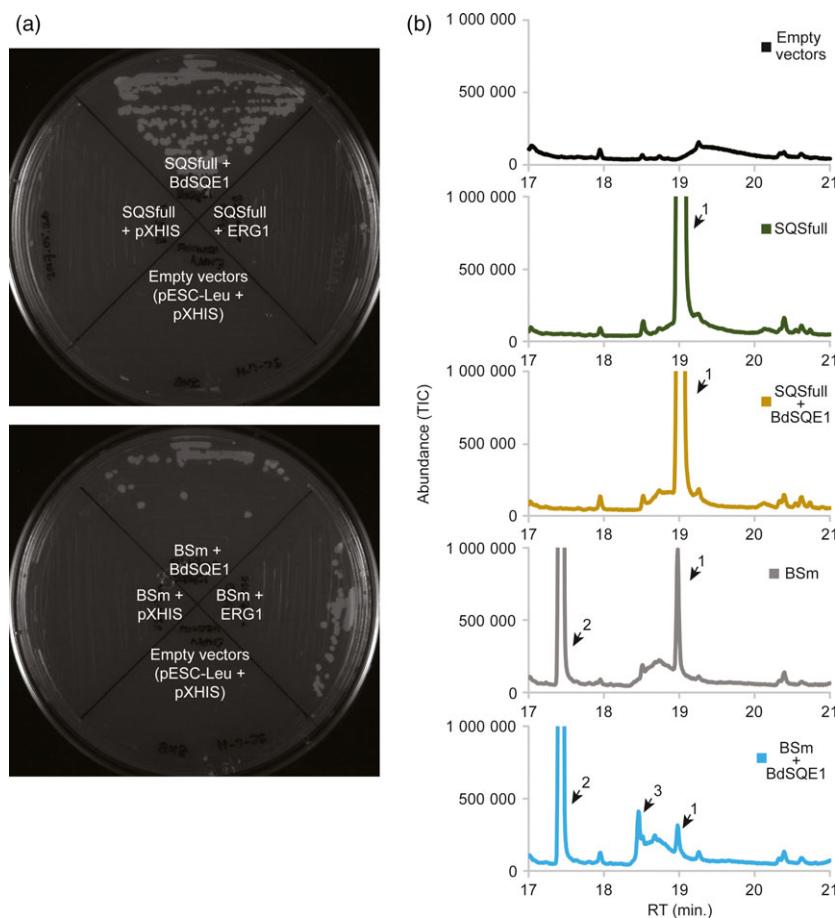 (a)
SQSfull +
BdSQE1
SQSfull
+ pXHIS
SQSfull
+ ERG1
Empty vectors
(pESC-Leu +
pXHIS)
BSm +
BdSQE1
BSm +
pXHIS
BSm +
ERG1
Empty vectors
(pESC-Leu +
pXHIS)
(b)
Abundance (TIC)
1 000 000
500 000
0
17 18 19 20 21
Empty
vectors
1 000 000
500 000
0
17 18 19 20 21
1
SQSfull
1 000 000
500 000
0
17 18 19 20 21
1
SQSfull
+
BdSQE1
1 000 000
500 000
0
17 18 19 20 21
2
1
BSm
1 000 000
500 000
0
17 18 19 20 21
2
3
1
BSm
+
BdSQE1
RT (min.)